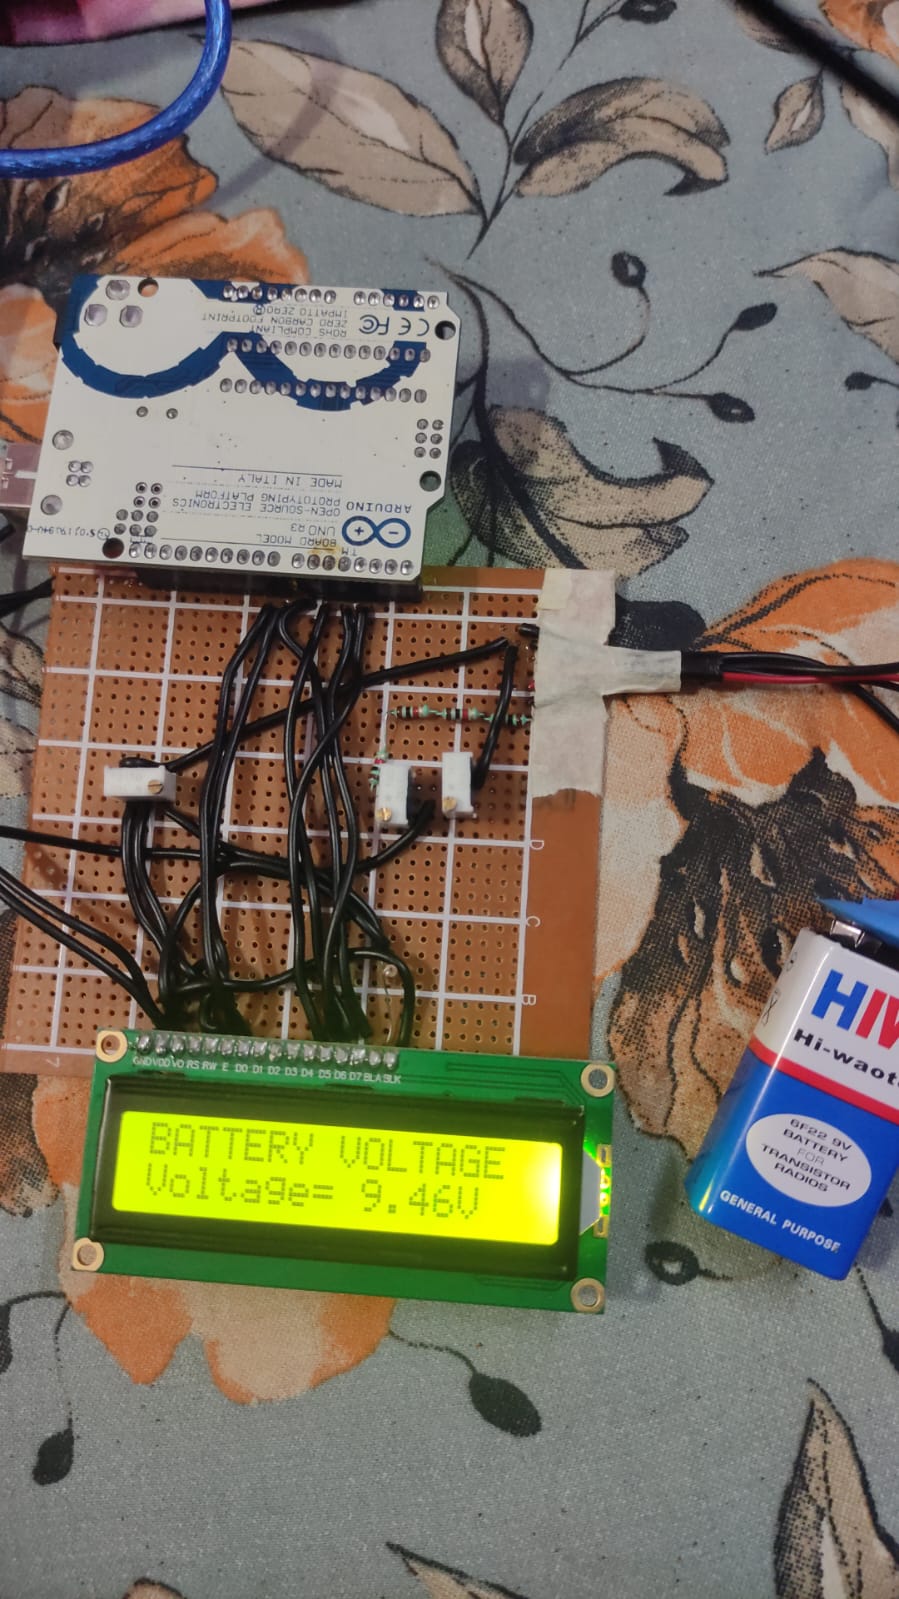 ROHS COMPLIANT
ZERO CARBON FOOTPRINT
IMPATTO ZERO®
CE FC
MADE IN ITALY
OPEN-SOURCE ELECTRONICS
PROTOTYPING PLATFORM
ARDUINO
TM
BOARD MODEL
UNO R3
D
C
B
7
GND VDD VO RS RW E D0 D1 D2 D3 D4 D5 D6 D7 BLA BLK
BATTERY VOLTAGE
Voltage= 9.46V
Hi-
6F22 9V
BATTERY
FOR
TRANSISTOR
RADIOS
GENERAL PURPOSE